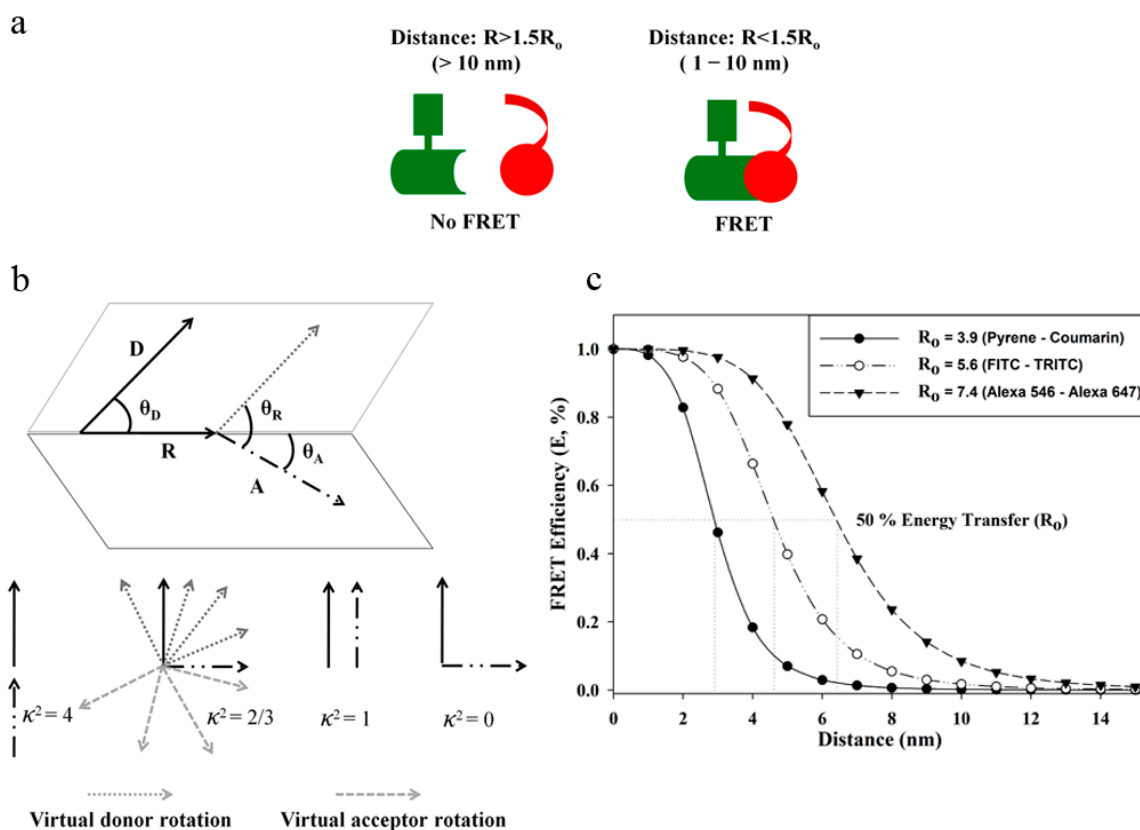 a
Distance: R>1.5Rₒ
(> 10 nm)
No FRET
Distance: R<1.5Rₒ
( 1 – 10 nm)
FRET
b
D
θ_D
R
θ_R
θ_A
A
κ² = 4
κ² = 2/3
κ² = 1
κ² = 0
Virtual donor rotation
Virtual acceptor rotation
c
Rₒ = 3.9 (Pyrene - Coumarin)
Rₒ = 5.6 (FITC - TRITC)
Rₒ = 7.4 (Alexa 546 - Alexa 647)
FRET Efficiency (E, %)
1.0
0.8
0.6
0.4
0.2
0.0
50 % Energy Transfer (Rₒ)
0 2 4 6 8 10 12 14
Distance (nm)